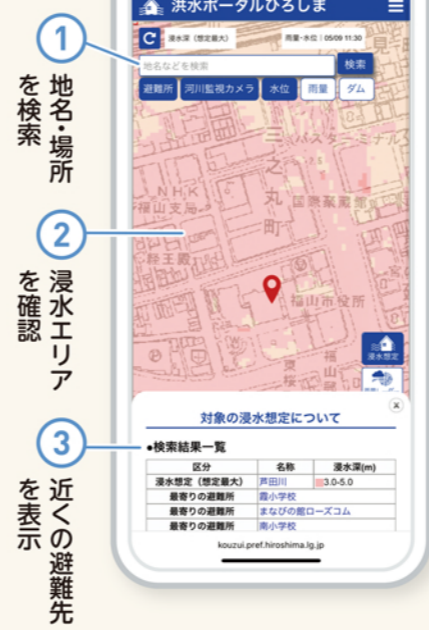 洪水ポータルひろしま
浸水深（想定最大）
雨量・水位｜05/09 11:30
地名などを検索
検索
避難所
河川監視カメラ
水位
雨量
ダム
①
地名・場所
を検索
②
浸水エリア
を確認
③
近くの避難先
を表示
バスターミナル
三之丸町
NHK
福山支局
福山市役所
浸水想定
対象の浸水想定について
•検索結果一覧
区分 名称 浸水深(m)
浸水想定（想定最大） 芦田川 3.0-5.0
最寄りの避難所 霞小学校
最寄りの避難所 まなびの館ローズコム
最寄りの避難所 南小学校
kouzui.pref.hiroshima.lg.jp